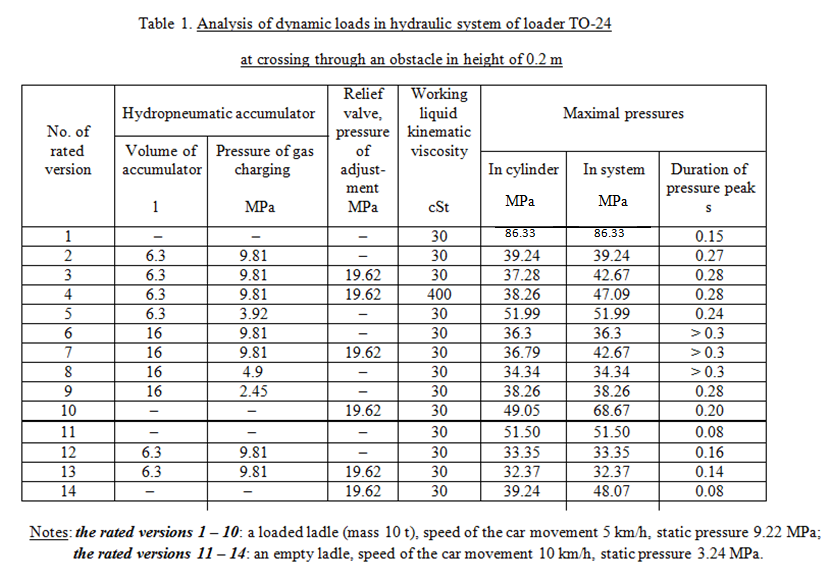 Table 1. Analysis of dynamic loads in hydraulic system of loader TO-24
at crossing through an obstacle in height of 0.2 m
No. of rated version
Hydropneumatic accumulator
Relief valve, pressure of adjust-ment MPa
Working liquid kinematic viscosity cSt
Maximal pressures
Volume of accumulator 1
Pressure of gas charging MPa
In cylinder MPa
In system MPa
Duration of pressure peak s
1 – – – 30 86.33 86.33 0.15
2 6.3 9.81 – 30 39.24 39.24 0.27
3 6.3 9.81 19.62 30 37.28 42.67 0.28
4 6.3 9.81 19.62 400 38.26 47.09 0.28
5 6.3 3.92 – 30 51.99 51.99 0.24
6 16 9.81 – 30 36.3 36.3 > 0.3
7 16 9.81 19.62 30 36.79 42.67 > 0.3
8 16 4.9 – 30 34.34 34.34 > 0.3
9 16 2.45 – 30 38.26 38.26 0.28
10 – – 19.62 30 49.05 68.67 0.20
11 – – – 30 51.50 51.50 0.08
12 6.3 9.81 – 30 33.35 33.35 0.16
13 6.3 9.81 19.62 30 32.37 32.37 0.14
14 – – 19.62 30 39.24 48.07 0.08
Notes: the rated versions 1 – 10: a loaded ladle (mass 10 t), speed of the car movement 5 km/h, static pressure 9.22 MPa;
the rated versions 11 – 14: an empty ladle, speed of the car movement 10 km/h, static pressure 3.24 MPa.